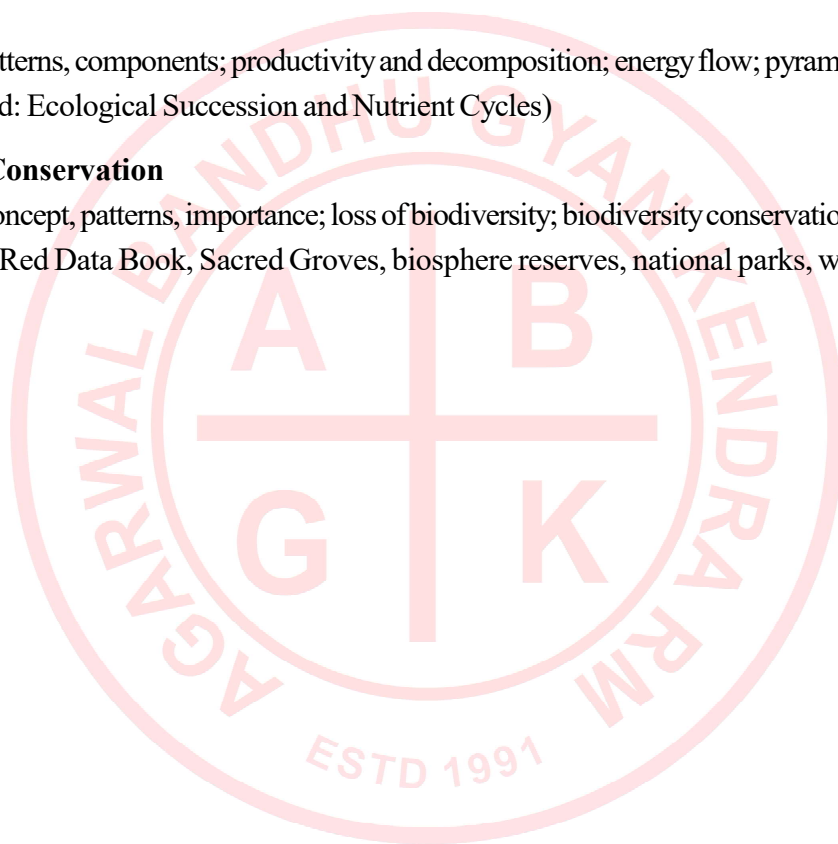 tterns, components; productivity and decomposition; energy flow; pyram
d: Ecological Succession and Nutrient Cycles)
Conservation
oncept, patterns, importance; loss of biodiversity; biodiversity conservatio
Red Data Book, Sacred Groves, biosphere reserves, national parks, w
AGARWAL BANDHU GYAN KENDRA RM
A B
G K
ESTD 1991